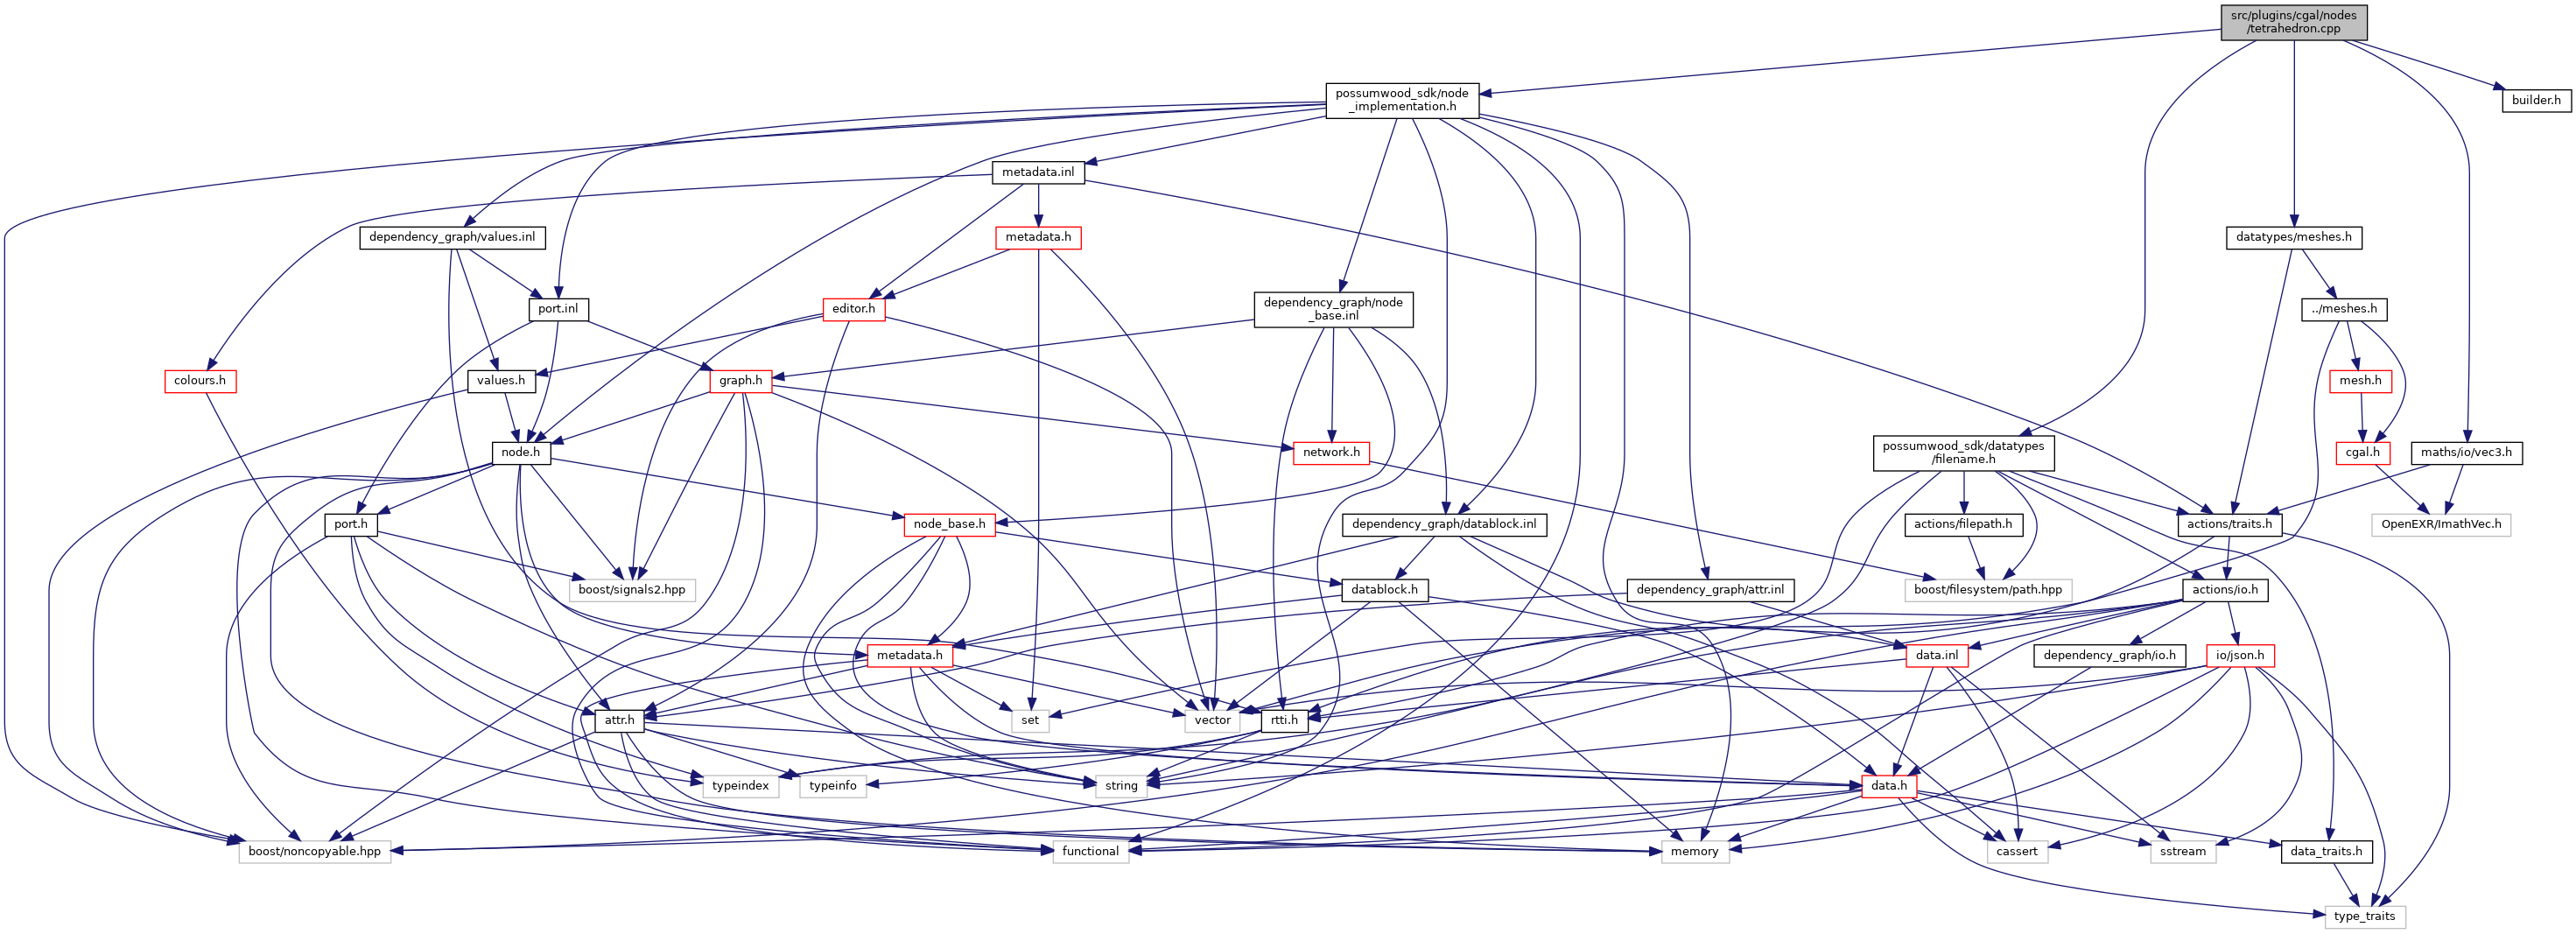 src/plugins/cgal/nodes
/tetrahedron.cpp
possumwood_sdk/node
_implementation.h
builder.h
metadata.inl
dependency_graph/values.inl
metadata.h
datatypes/meshes.h
port.inl
editor.h
dependency_graph/node
_base.inl
../meshes.h
colours.h
values.h
graph.h
mesh.h
node.h
network.h
possumwood_sdk/datatypes
/filename.h
cgal.h
maths/io/vec3.h
port.h
node_base.h
dependency_graph/datablock.inl
actions/filepath.h
actions/traits.h
OpenEXR/ImathVec.h
boost/signals2.hpp
datablock.h
dependency_graph/attr.inl
boost/filesystem/path.hpp
actions/io.h
metadata.h
data.inl
dependency_graph/io.h
io/json.h
attr.h
set
vector
rtti.h
typeindex
typeinfo
string
data.h
boost/noncopyable.hpp
functional
memory
cassert
sstream
data_traits.h
type_traits